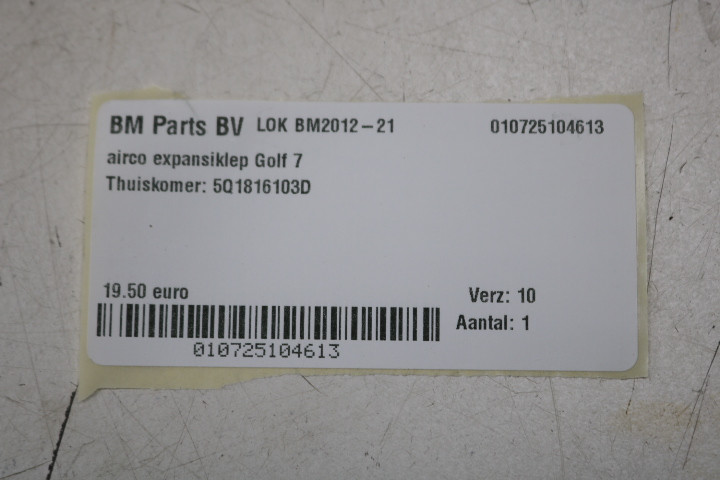 BM Parts BV LOK BM2012-21 010725104613
airco expansiklep Golf 7
Thuiskomer: 5Q1816103D
19.50 euro
Verz: 10
Aantal: 1
010725104613